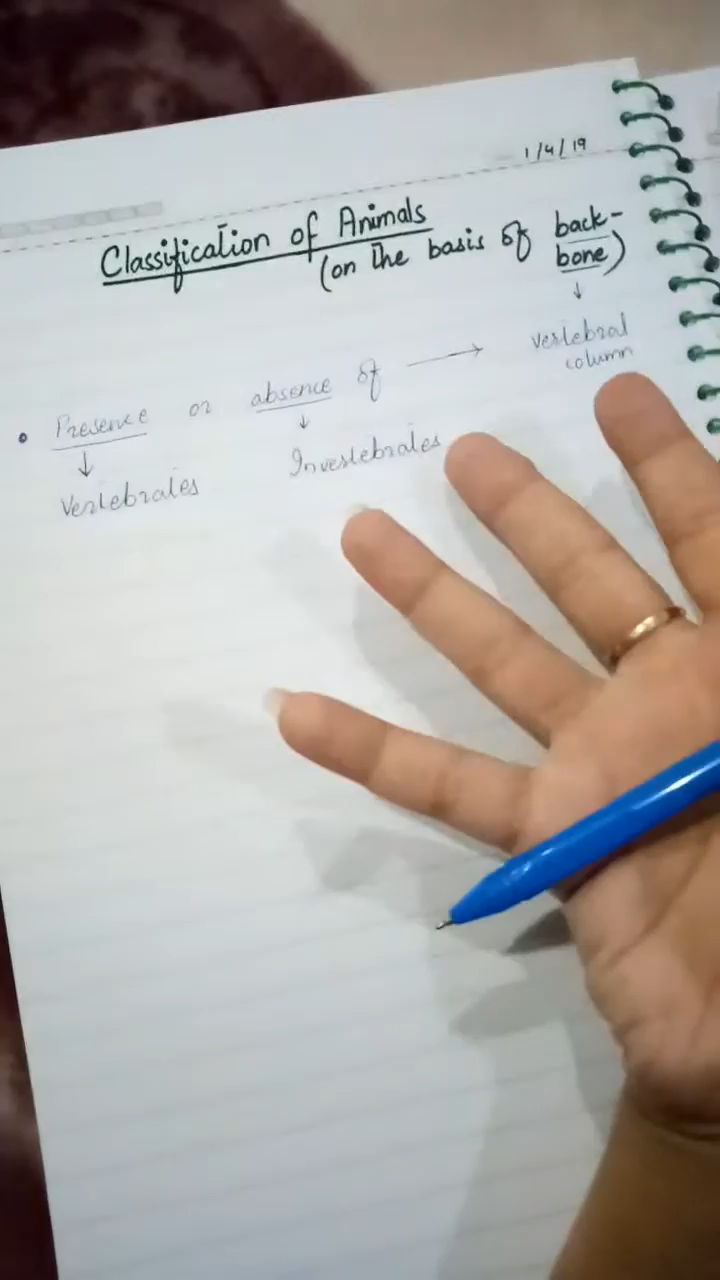 1/4/19
Classification of Animals
(on the basis of back-
bone)
↓
vertebral
column
• Presence or absence of →
↓ ↓
Vertebrates Invertebrates